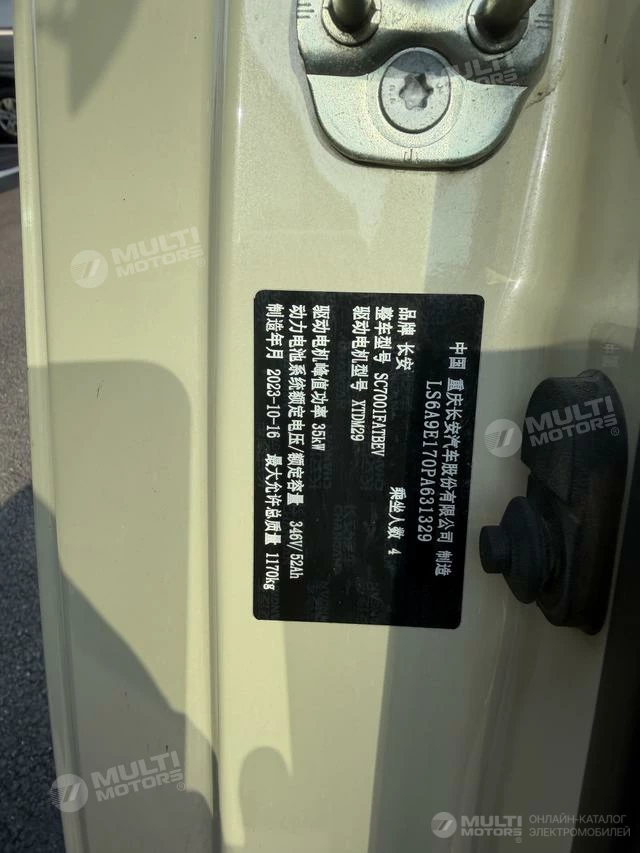 中国 重庆长安汽车股份有限公司 制造
LS6A9E170PA631329
品牌 长安
整车型号 SC7001FATBEV 乘坐人数 4
驱动电机型号 XTDM29
驱动电机峰值功率 35kW
动力电池系统额定电压/额定容量 346V/52Ah
制造年月 2023-10-16 最大允许总质量 1170kg
MULTI
MOTORS
MULTI
MOTORS
MULTI
MOTORS
MULTI
MOTORS
MULTI
MOTORS
ОНЛАЙН-КАТАЛОГ
ЭЛЕКТРОМОБИЛЕЙ